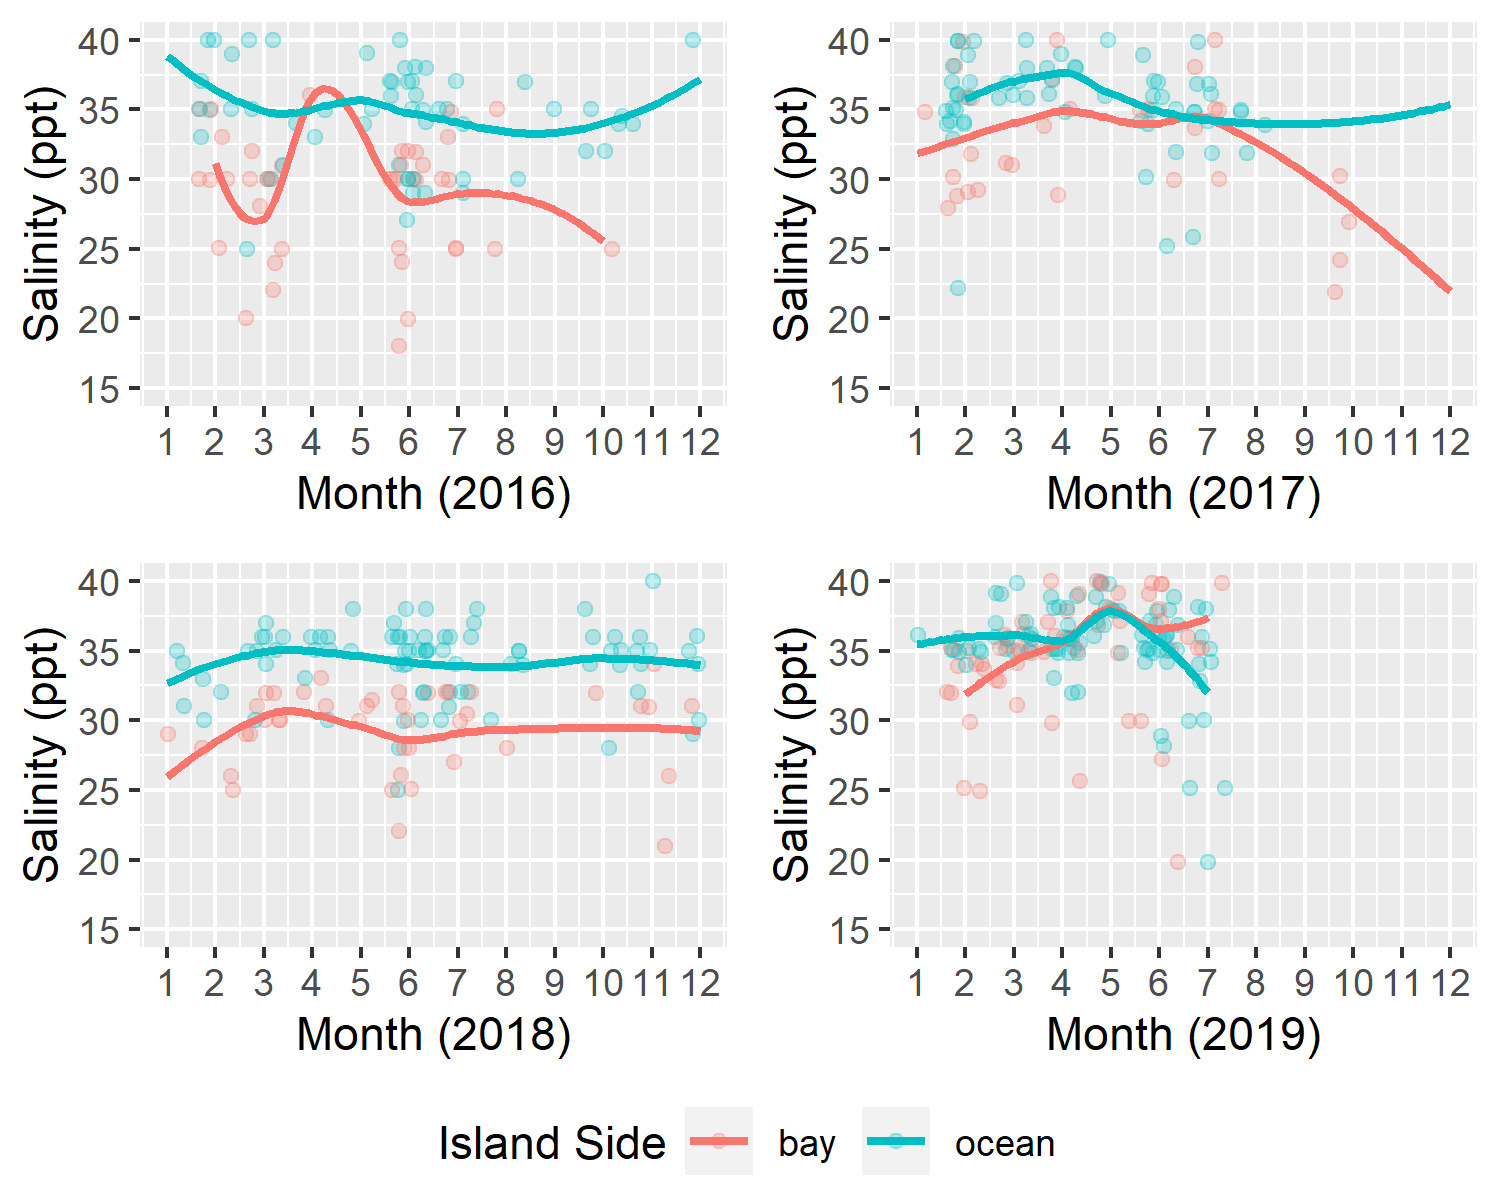 40
35
30
25
20
15
Salinity (ppt)
1 2 3 4 5 6 7 8 9 10 11 12
Month (2016)
40
35
30
25
20
15
Salinity (ppt)
1 2 3 4 5 6 7 8 9 10 11 12
Month (2017)
40
35
30
25
20
15
Salinity (ppt)
1 2 3 4 5 6 7 8 9 10 11 12
Month (2018)
40
35
30
25
20
15
Salinity (ppt)
1 2 3 4 5 6 7 8 9 10 11 12
Month (2019)
Island Side bay ocean